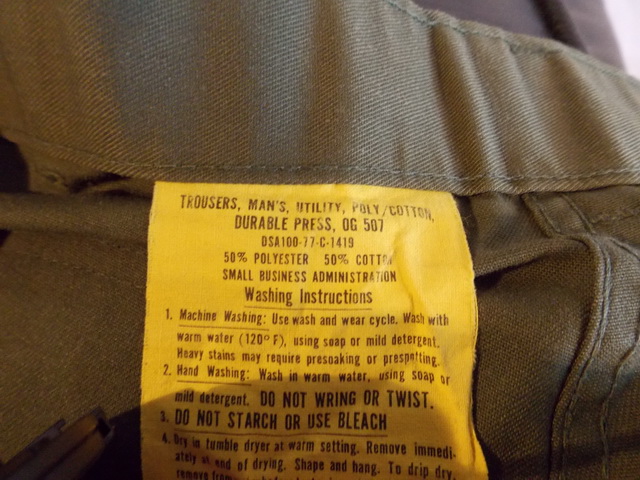 TROUSERS, MAN'S, UTILITY, POLY/COTTON,
DURABLE PRESS, OG 507
DSA100-77-C-1419
50% POLYESTER 50% COTTON
SMALL BUSINESS ADMINISTRATION
Washing Instructions
1. Machine Washing: Use wash and wear cycle. Wash with
warm water (120°F), using soap or mild detergent.
Heavy stains may require presoaking or prespotting.
2. Hand Washing: Wash in warm water, using soap or
mild detergent. DO NOT WRING OR TWIST.
3. DO NOT STARCH OR USE BLEACH
4. Dry in tumble dryer at warm setting. Remove immedi-
ately at end of drying. Shape and hang. To drip dry,
remove from